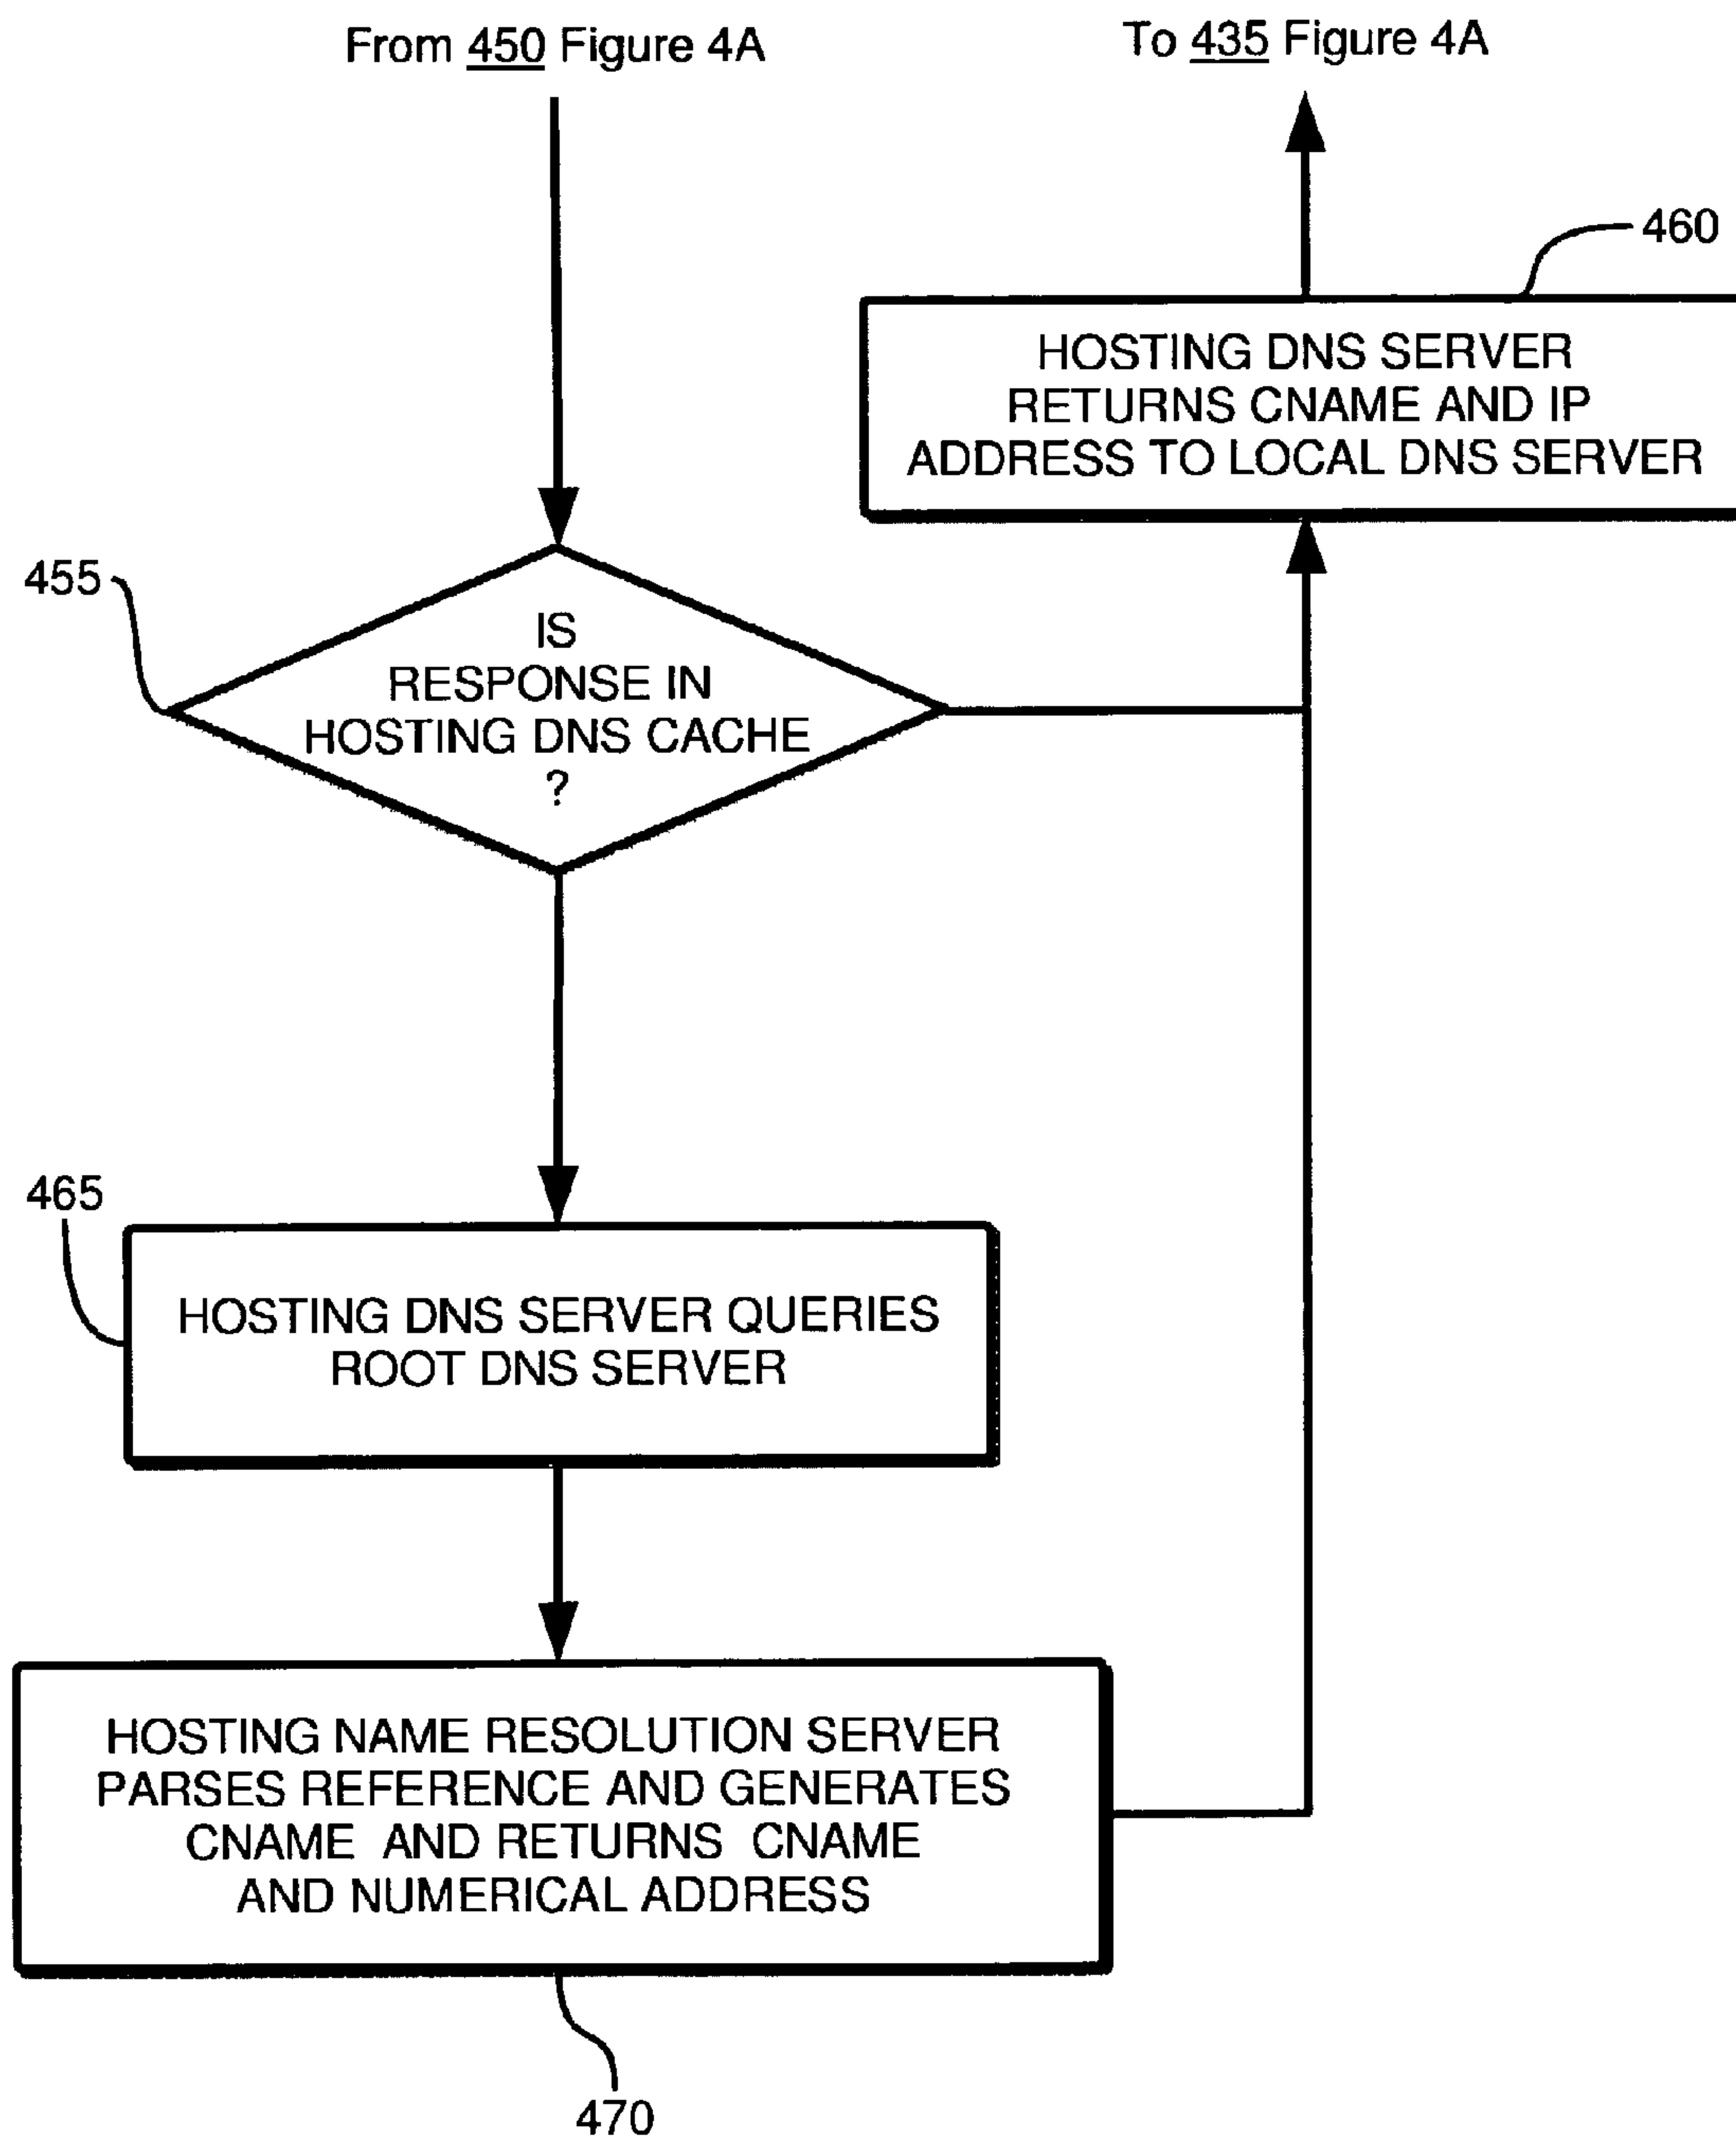 From 450 Figure 4A
To 435 Figure 4A
460
HOSTING DNS SERVER
RETURNS CNAME AND IP
ADDRESS TO LOCAL DNS SERVER
455
IS
RESPONSE IN
HOSTING DNS CACHE
?
465
HOSTING DNS SERVER QUERIES
ROOT DNS SERVER
HOSTING NAME RESOLUTION SERVER
PARSES REFERENCE AND GENERATES
CNAME AND RETURNS CNAME
AND NUMERICAL ADDRESS
470